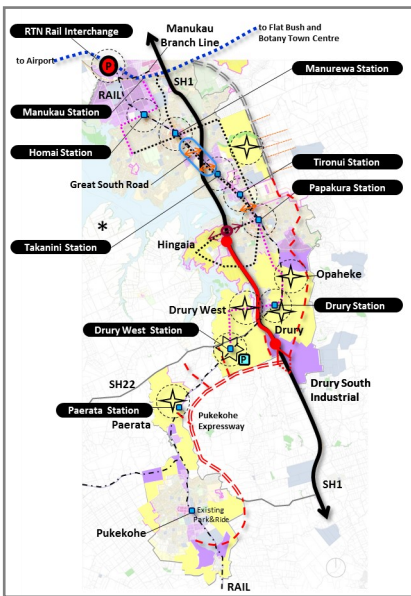 Manukau
Branch Line
to Flat Bush and
Botany Town Centre
RTN Rail Interchange
to Airport
P
SH1
Manurewa Station
RAIL
Manukau Station
Homai Station
Tironui Station
Great South Road
Papakura Station
*
Takanini Station
Hingaia
Opaheke
Drury West
Drury Station
Drury West Station
Drury
P
SH22
Drury South
Industrial
Paerata Station
Paerata
Pukekohe
Expressway
SH1
Existing
Park&Ride
Pukekohe
RAIL